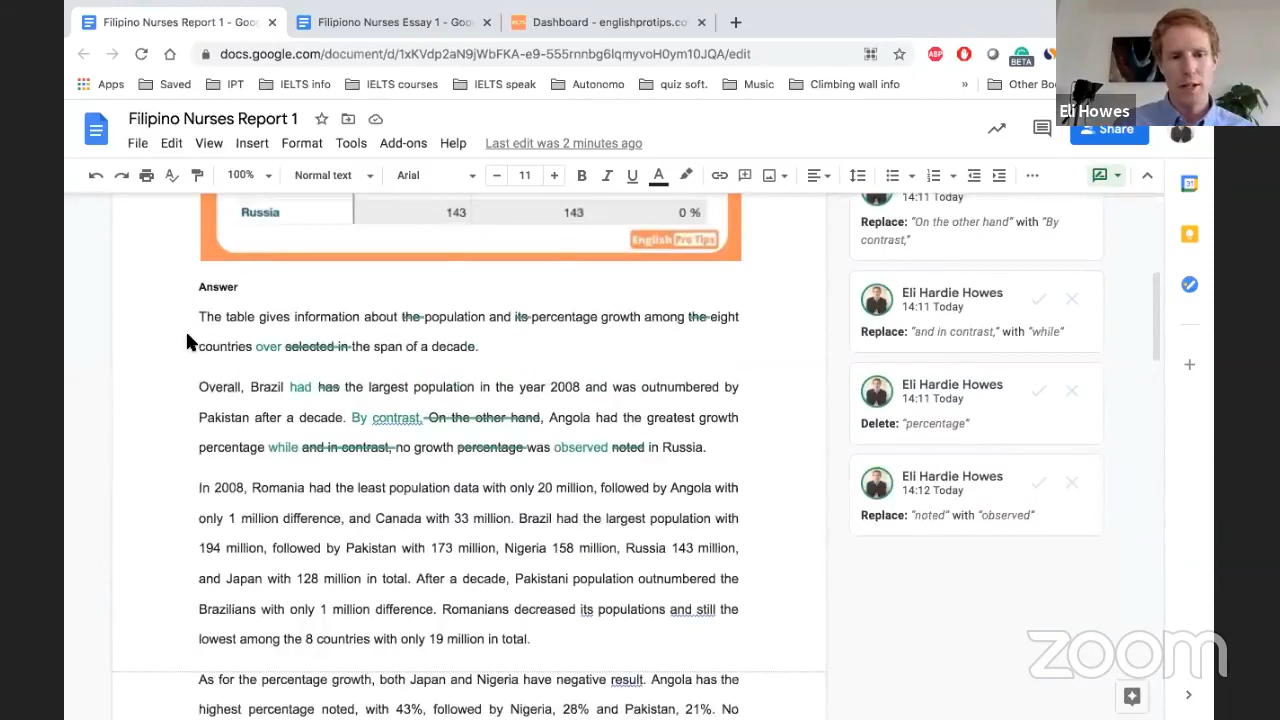 Filipino Nurses Report 1 - Goo
Filipiono Nurses Essay 1 - Goo
Dashboard - englishprotips.co
docs.google.com/document/d/1xKVdp2aN9jWbFKA-e9-555rnnbg6IqmyvoH0ym10JQA/edit
ABP
BETA
Apps
Saved
IPT
IELTS info
IELTS courses
IELTS speak
Autonomo
quiz soft.
Music
Climbing wall info
»
Other Boo
Eli Howes
Filipino Nurses Report 1
File Edit View Insert Format Tools Add-ons Help
Last edit was 2 minutes ago
Share
100% Normal text Arial 11 B I U A
31
Russia 143 143 0 %
English Pro Tips
Answer
The table gives information about the population and its percentage growth among the eight
countries over selected in the span of a decade.
Overall, Brazil had has the largest population in the year 2008 and was outnumbered by
Pakistan after a decade. By contrast, On the other hand, Angola had the greatest growth
percentage while and in contrast, no growth percentage was observed noted in Russia.
In 2008, Romania had the least population data with only 20 million, followed by Angola with
only 1 million difference, and Canada with 33 million. Brazil had the largest population with
194 million, followed by Pakistan with 173 million, Nigeria 158 million, Russia 143 million,
and Japan with 128 million in total. After a decade, Pakistani population outnumbered the
Brazilians with only 1 million difference. Romanians decreased its populations and still the
lowest among the 8 countries with only 19 million in total.
As for the percentage growth, both Japan and Nigeria have negative result. Angola has the
highest percentage noted, with 43%, followed by Nigeria, 28% and Pakistan, 21%. No
14:11 Today
Replace: "On the other hand" with "By
contrast,"
Eli Hardie Howes
14:11 Today
Replace: "and in contrast," with "while"
Eli Hardie Howes
14:11 Today
Delete: "percentage"
Eli Hardie Howes
14:12 Today
Replace: "noted" with "observed"
zoom